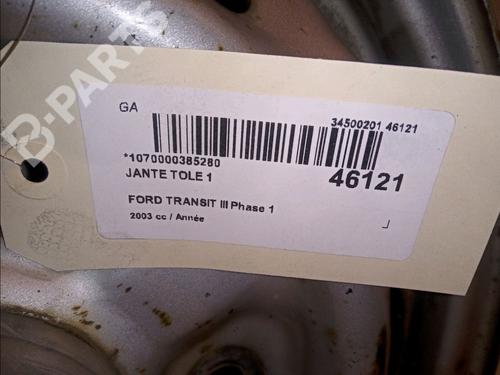 B-PARTS
GA
34500201 46121
*1070000385280
JANTE TOLE 1
46121
FORD TRANSIT III Phase 1
2003 cc / Année